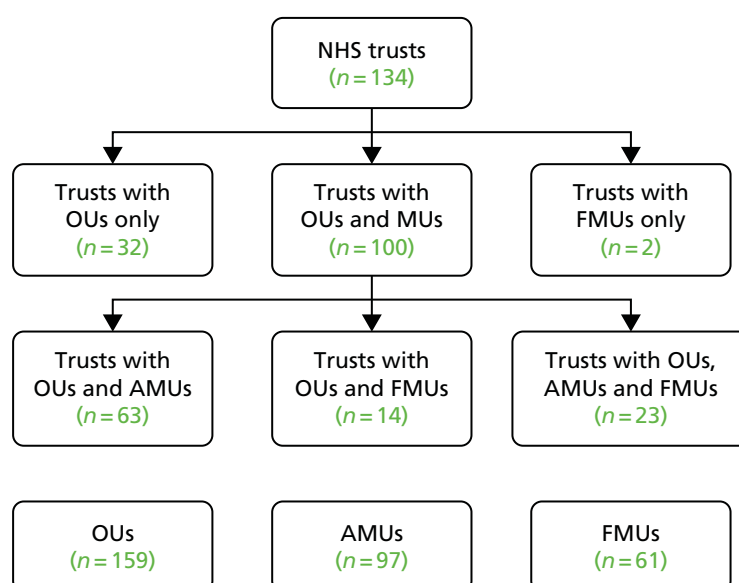 NHS trusts
(n=134)
Trusts with
OUs only
(n=32)
Trusts with
OUs and MUs
(n=100)
Trusts with
FMUs only
(n=2)
Trusts with
OUs and AMUs
(n=63)
Trusts with
OUs and FMUs
(n=14)
Trusts with OUs,
AMUs and FMUs
(n=23)
OUs
(n=159)
AMUs
(n=97)
FMUs
(n=61)